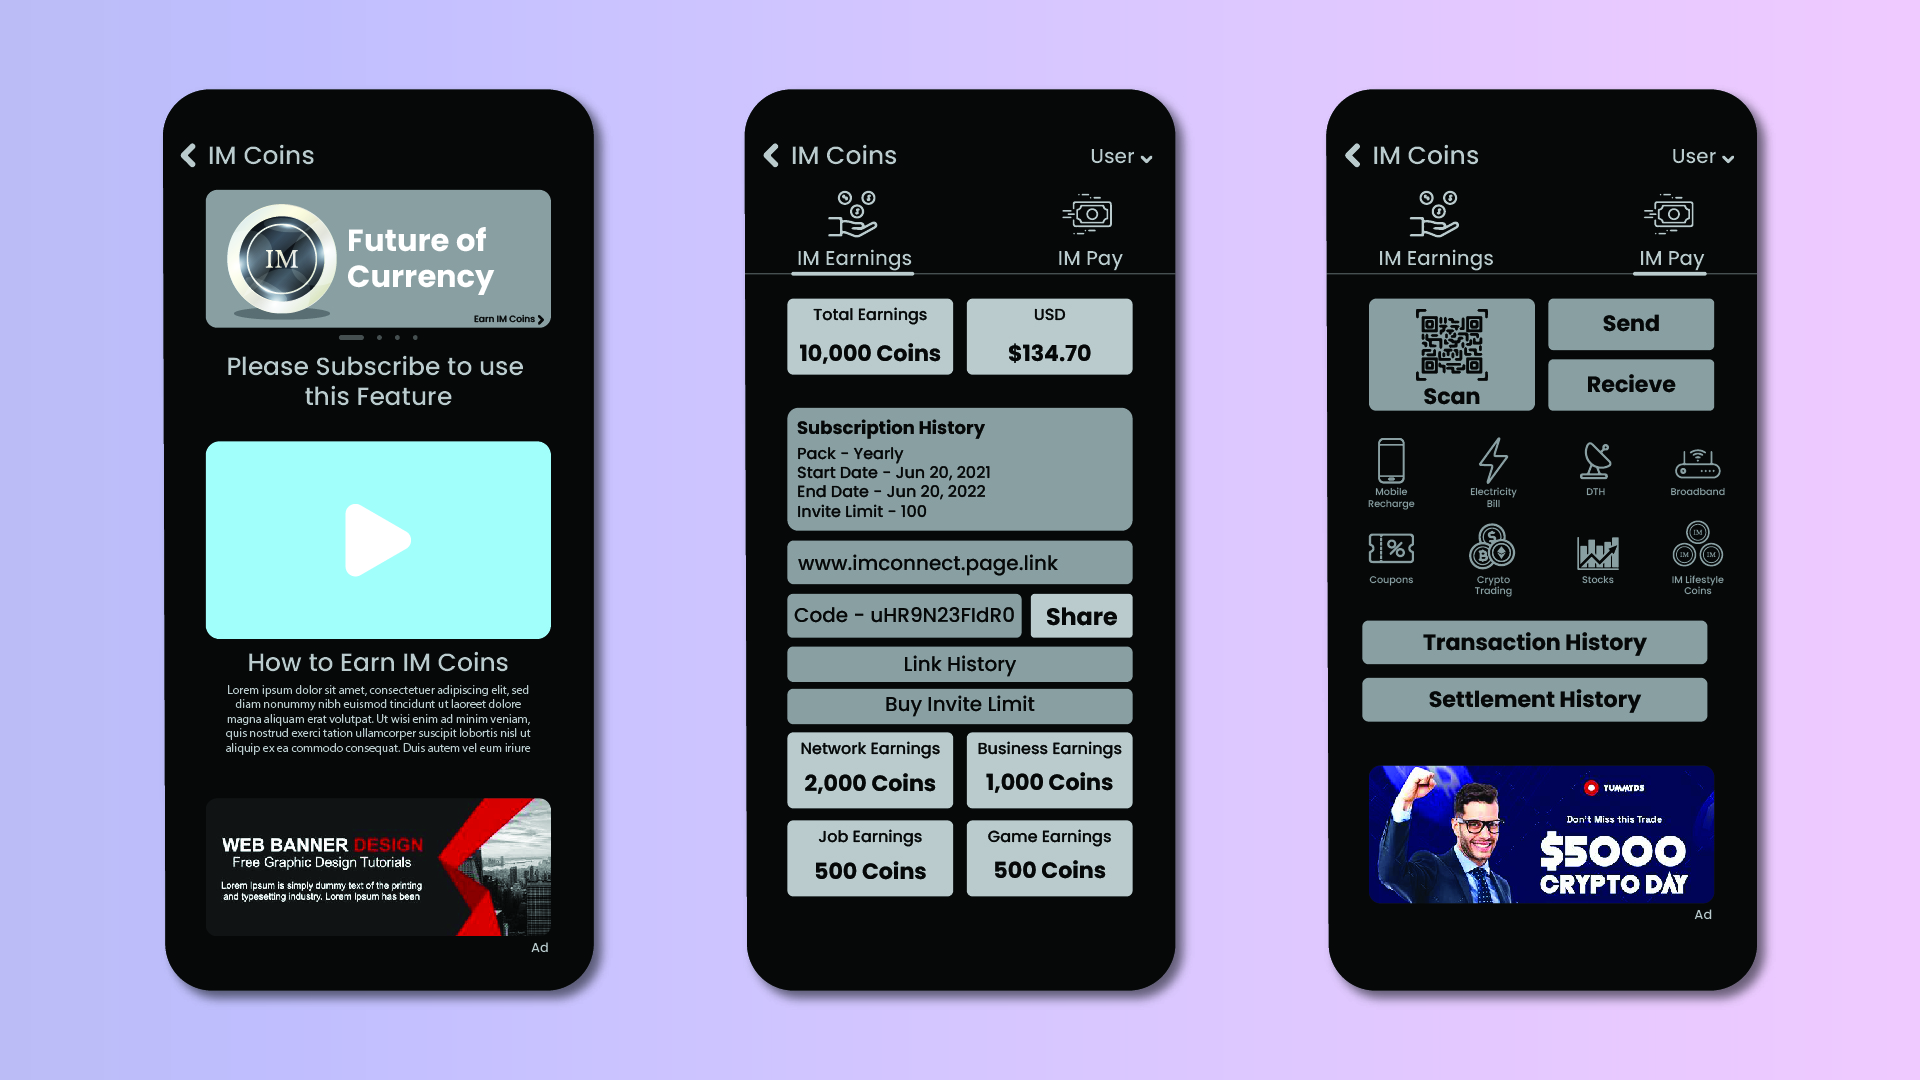 IM Coins
IM
Future of
Currency
Earn IM Coins
Please Subscribe to use
this Feature
How to Earn IM Coins
Lorem ipsum dolor sit amet, consectetuer adipiscing elit, sed
diam nonummy nibh euismod tincidunt ut laoreet dolore
magna aliquam erat volutpat. Ut wisi enim ad minim veniam,
quis nostrud exerci tation ullamcorper suscipit lobortis nisl ut
aliquip ex ea commodo consequat. Duis autem vel eum iriure
WEB BANNER DESIGN
Free Graphic Design Tutorials
Lorem Ipsum is simply dummy text of the printing
and typesetting industry. Lorem Ipsum has been
Ad
IM Coins
User
IM Earnings
IM Pay
Total Earnings
10,000 Coins
USD
$134.70
Subscription History
Pack - Yearly
Start Date - Jun 20, 2021
End Date - Jun 20, 2022
Invite Limit - 100
www.imconnect.page.link
Code - uHR9N23FIdR0
Share
Link History
Buy Invite Limit
Network Earnings
2,000 Coins
Business Earnings
1,000 Coins
Job Earnings
500 Coins
Game Earnings
500 Coins
IM Coins
User
IM Earnings
IM Pay
Scan
Send
Recieve
Mobile
Recharge
Electricity
Bill
DTH
Broadband
Coupons
Crypto
Trading
Stocks
IM
IM
IM
IM Lifestyle
Coins
Transaction History
Settlement History
TUMMTDS
Don't Miss this Trade
$5000
CRYPTO DAY
Ad